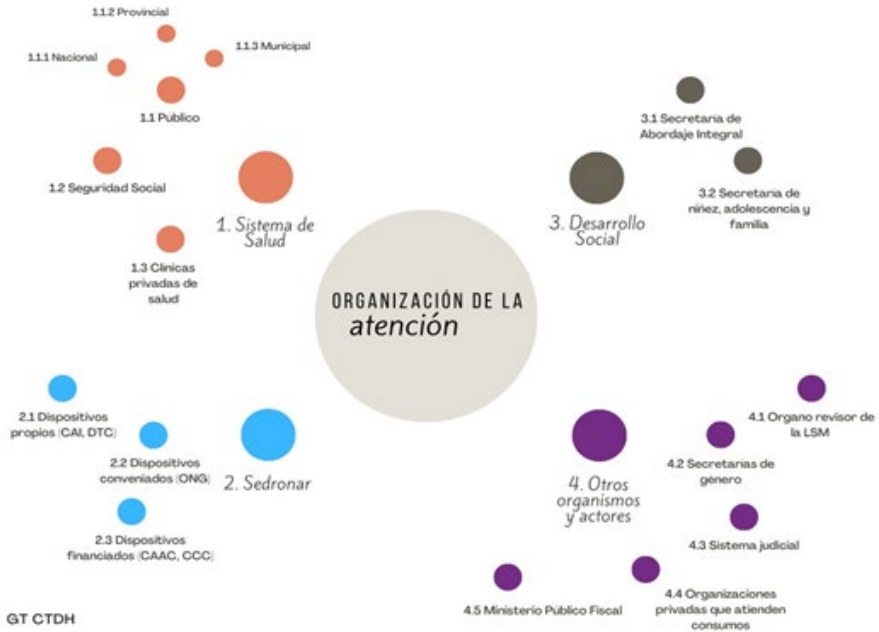 1.1.2 Provincial
1.1.3 Municipal
1.1.1 Nacional
1.1 Publico
1.2 Seguridad Social
1. Sistema de
Salud
1.3 Clínicas
privadas de
salud
3.1 Secretaria de
Abordaje Integral
3.2 Secretaria de
niñez, adolescencia y
familia
3. Desarrollo
Social
ORGANIZACIÓN DE LA
atención
2.1 Dispositivos
propios (CAI, DTC)
2.2 Dispositivos
conveniados (ONG)
2. Sedronar
2.3 Dispositivos
financiados (CAAC, CCC)
4.1 Organo revisor de
la LSM
4.2 Secretarias de
género
4. Otros
organismos
y actores
4.3 Sistema judicial
4.4 Organizaciones
privadas que atienden
consumos
4.5 Ministerio Público Fiscal
GT CTDH